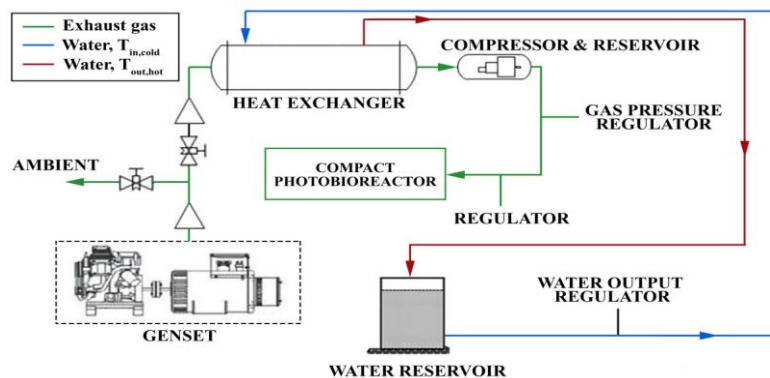 Exhaust gas
Water, T_in,cold
Water, T_out,hot
COMPRESSOR & RESERVOIR
HEAT EXCHANGER
GAS PRESSURE
REGULATOR
AMBIENT
COMPACT
PHOTOBIOREACTOR
REGULATOR
GENSET
WATER OUTPUT
REGULATOR
WATER RESERVOIR